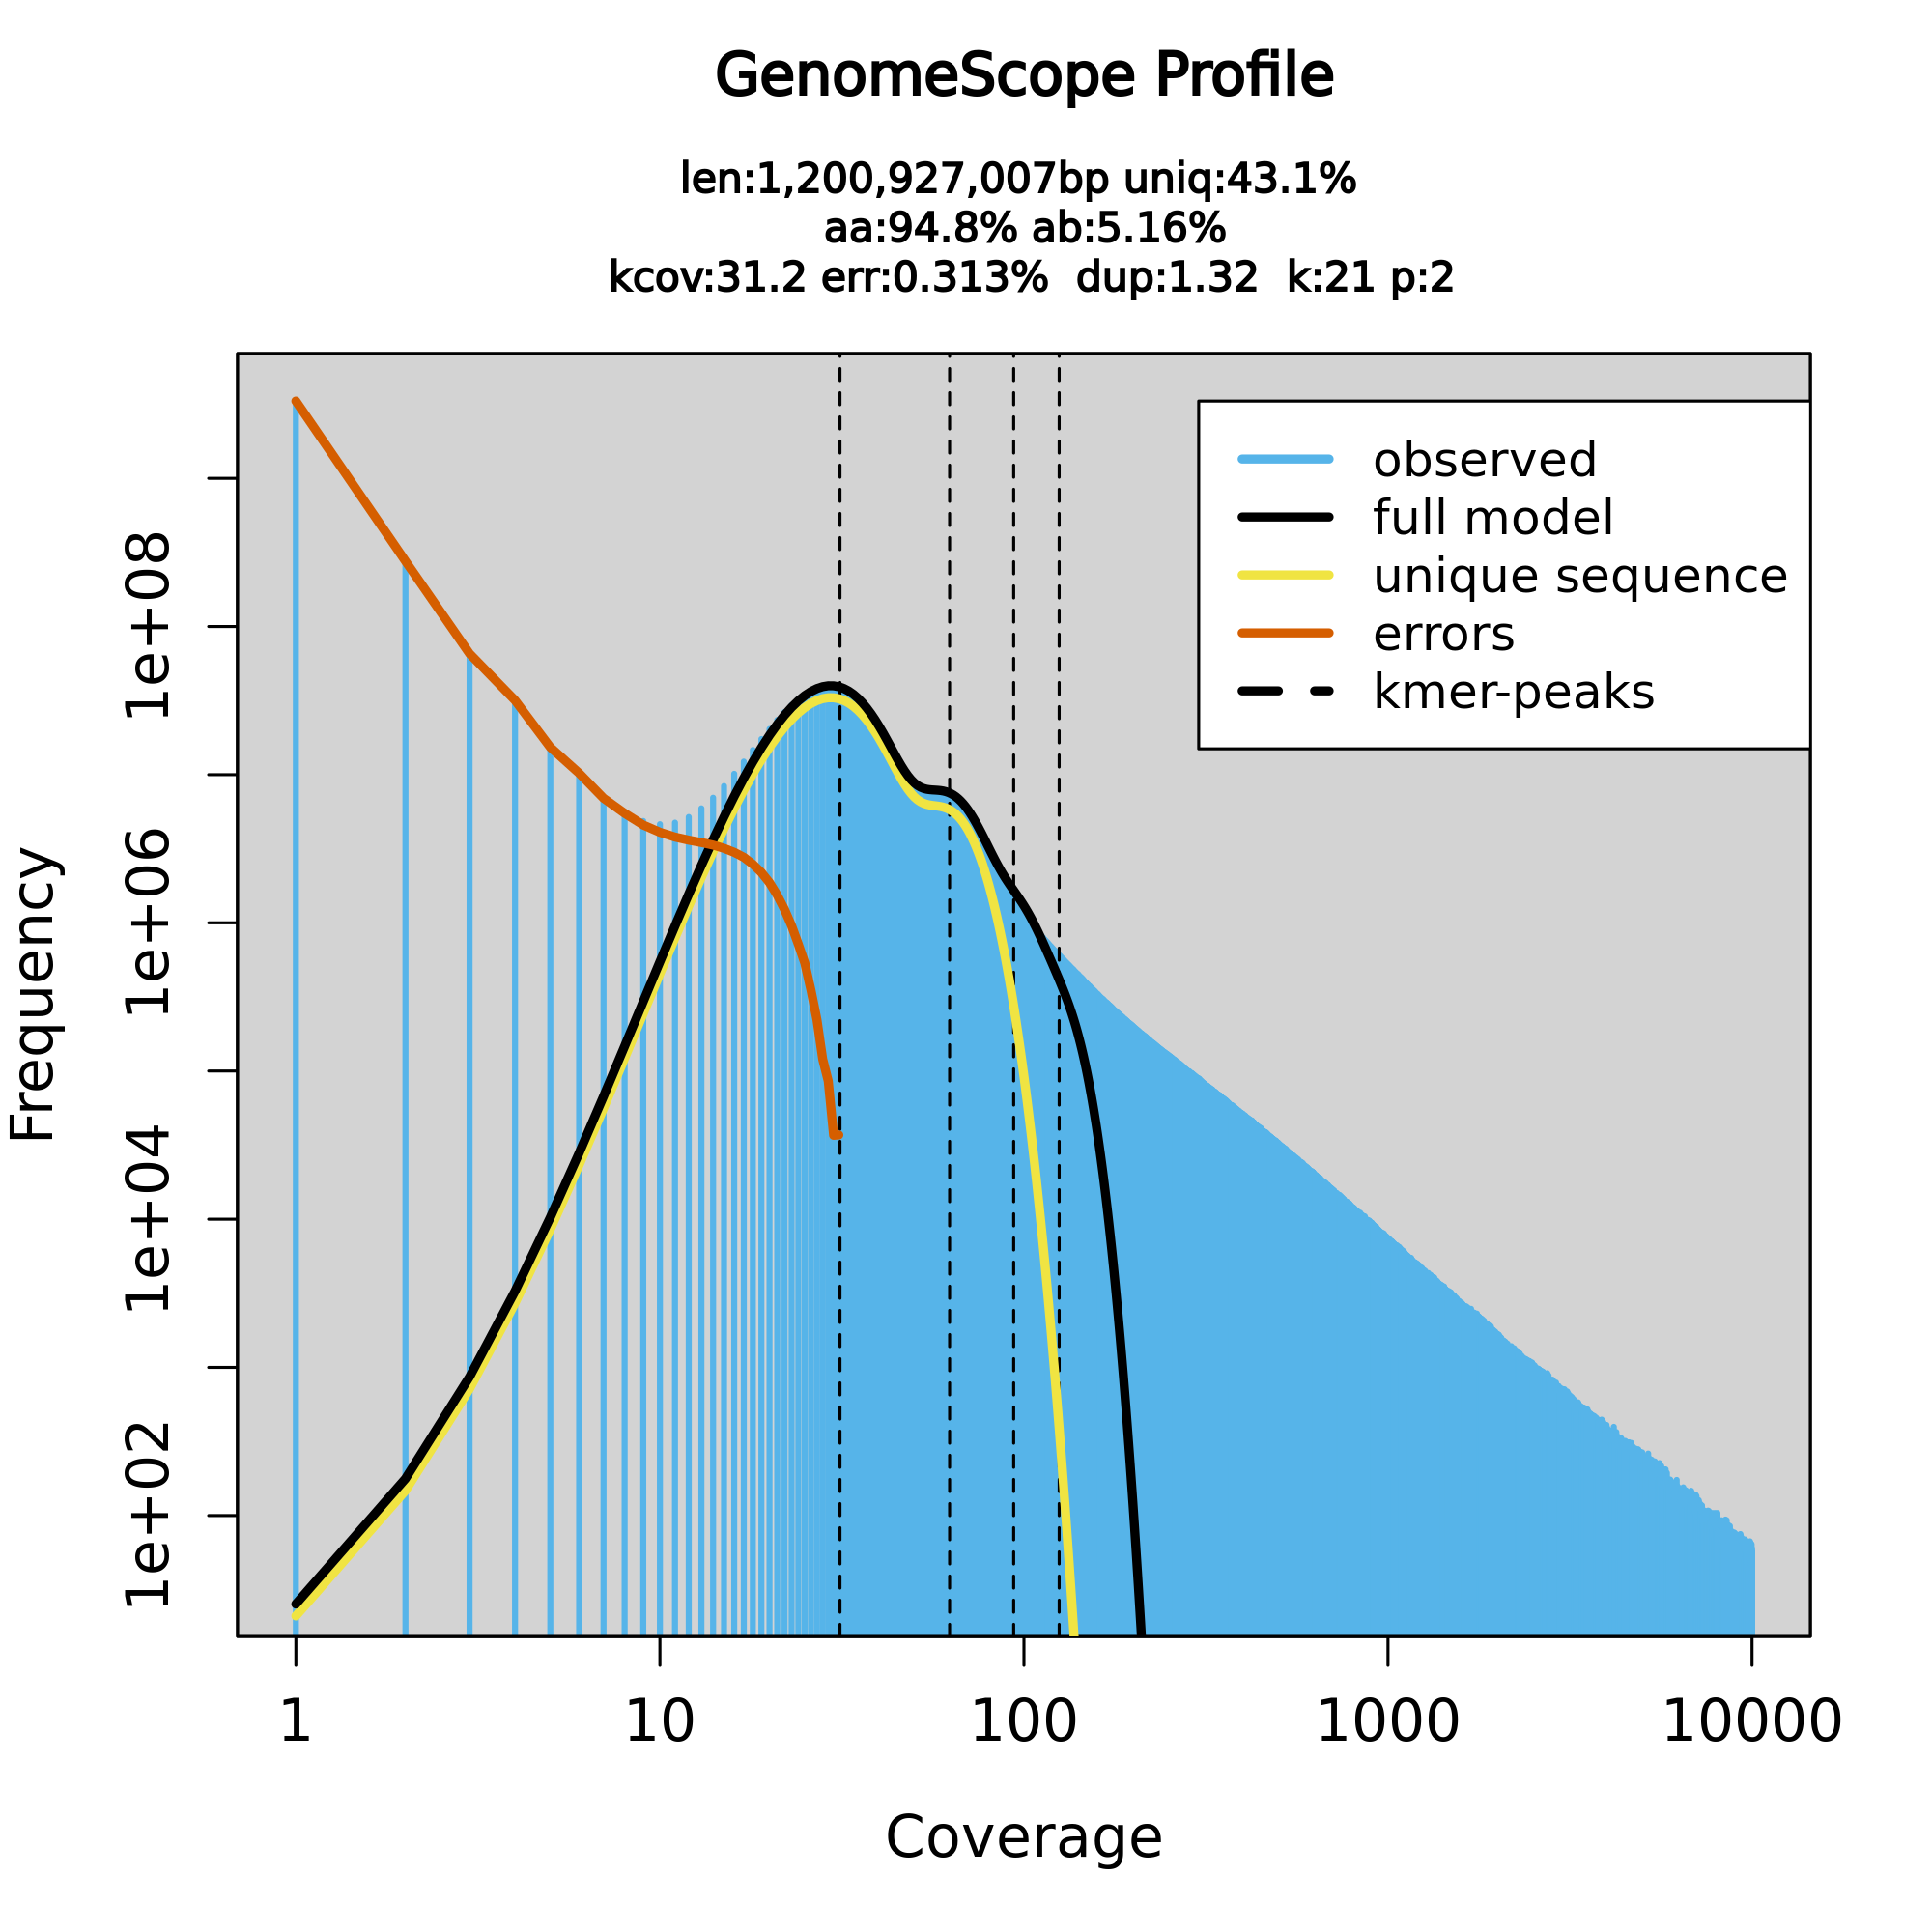 GenomeScope Profile
len:1,200,927,007bp uniq:43.1%
aa:94.8% ab:5.16%
kcov:31.2 err:0.313% dup:1.32 k:21 p:2
observed
full model
unique sequence
errors
kmer-peaks
Frequency
1e+08
1e+06
1e+04
1e+02
1 10 100 1000 10000
Coverage